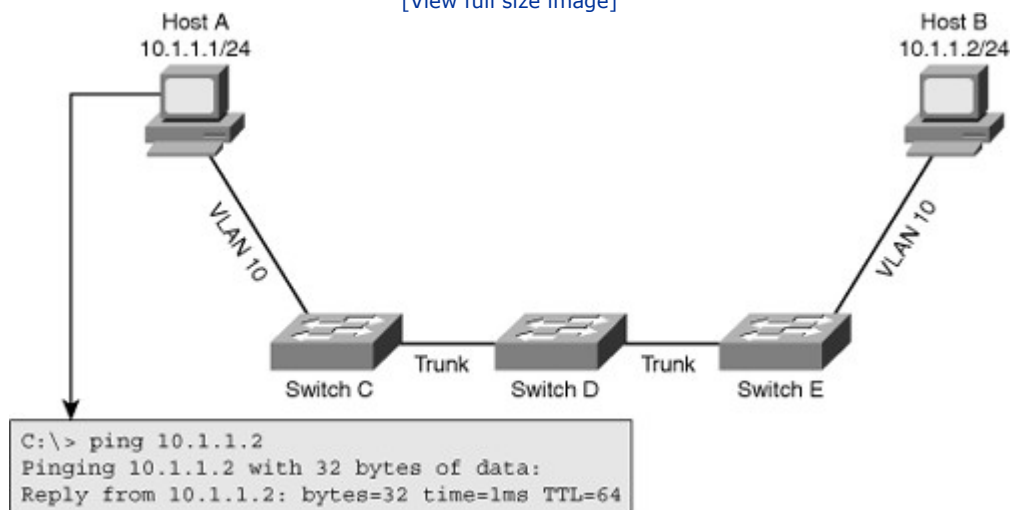 [View full size image]
Host A
10.1.1.1/24
Host B
10.1.1.2/24
VLAN 10
VLAN 10
Trunk
Trunk
Switch C
Switch D
Switch E
C:\> ping 10.1.1.2
Pinging 10.1.1.2 with 32 bytes of data:
Reply from 10.1.1.2: bytes=32 time=1ms TTL=64